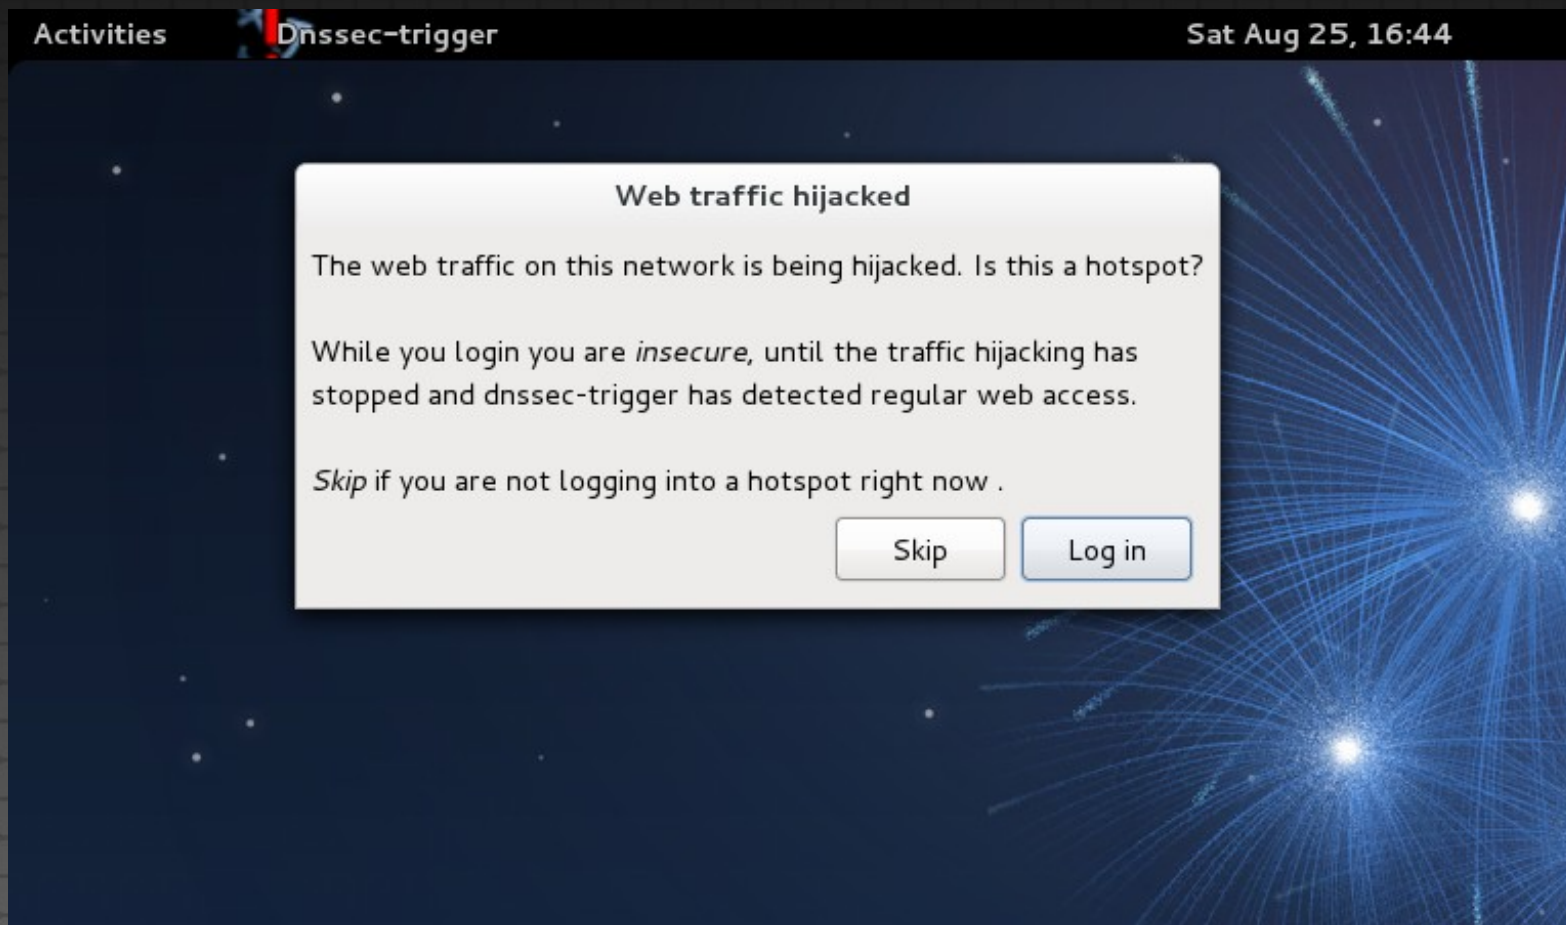 Activities Dnssec-trigger Sat Aug 25, 16:44
Web traffic hijacked
The web traffic on this network is being hijacked. Is this a hotspot?
While you login you are insecure, until the traffic hijacking has
stopped and dnssec-trigger has detected regular web access.
Skip if you are not logging into a hotspot right now .
Skip Log in